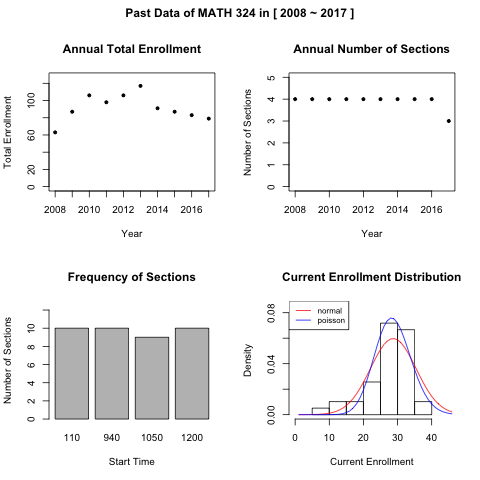 Past Data of MATH 324 in [ 2008 ~ 2017 ]
Annual Total Enrollment
Total Enrollment
0 60 100
2008 2010 2012 2014 2016
Year
Annual Number of Sections
Number of Sections
0 1 2 3 4 5
2008 2010 2012 2014 2016
Year
Frequency of Sections
Number of Sections
0 2 4 6 8 10
110 940 1050 1200
Start Time
Current Enrollment Distribution
normal
poisson
Density
0.00 0.04 0.08
0 10 20 30 40
Current Enrollment